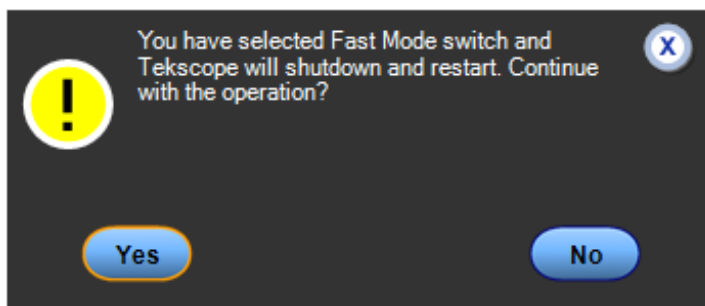 You have selected Fast Mode switch and
Tekscope will shutdown and restart. Continue
with the operation?
X
!
Yes
No